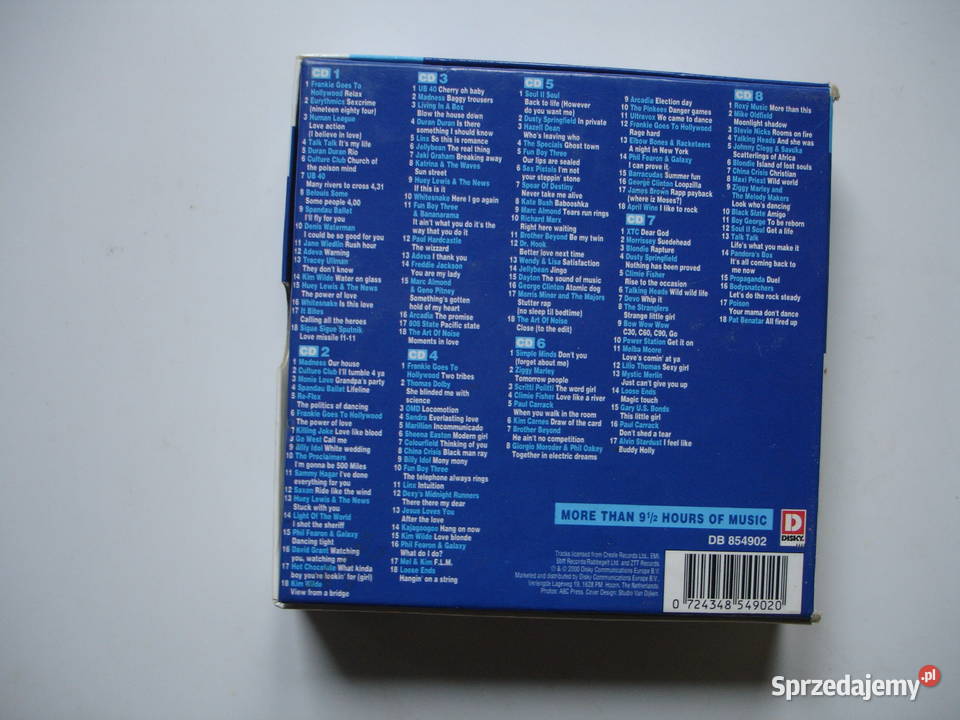 CD 1
1 Frankie Goes To
Hollywood Relax
2 Eurythmics Sexcrime
(nineteen eighty four)
3 Human League
Love action
(I believe in love)
4 Talk Talk It's my life
5 Duran Duran Rio
6 Culture Club Church of
the poison mind
7 UB 40
Many rivers to cross 4,31
8 Belouis Some
Some people 4,00
9 Spandau Ballet
I'll fly for you
10 Denis Waterman
I could be so good for you
11 Jane Wiedlin Rush hour
12 Adeva Warning
13 Tracey Ullman
They don't know
14 Kim Wilde Water on glass
15 Huey Lewis & The News
The power of love
16 Whitesnake Is this love
17 It Bites
Calling all the heroes
18 Sigue Sigue Sputnik
Love missile f1-11
CD 2
1 Madness Our house
2 Culture Club I'll tumble 4 ya
3 Monie Love Grandpa's party
4 Spandau Ballet Lifeline
5 Re-Flex
The politics of dancing
6 Frankie Goes To Hollywood
The power of love
7 Killing Joke Love like blood
8 Go West Call me
9 Billy Idol White wedding
10 The Proclaimers
I'm gonna be 500 Miles
11 Sammy Hagar I've done
everything for you
12 Saxon Ride like the wind
13 Huey Lewis & The News
Stuck with you
14 Light Of The World
I shot the sheriff
15 Phil Fearon & Galaxy
Dancing tight
16 David Grant Watching
you, watching me
17 Hot Chocolate What kinda
boy you're lookin' for (girl)
18 Kim Wilde
View from a bridge
CD 3
1 UB 40 Cherry oh baby
2 Madness Baggy trousers
3 Living In A Box
Blow the house down
4 Duran Duran Is there
something I should know
5 Linx So this is romance
6 Jellybean The real thing
7 Jaki Graham Breaking away
8 Katrina & The Waves
Sun street
9 Huey Lewis & The News
If this is it
10 Whitesnake Here I go again
11 Fun Boy Three
& Bananarama
It ain't what you do it's the
way that you do it
12 Paul Hardcastle
The wizzard
13 Adeva I thank you
14 Freddie Jackson
You are my lady
15 Marc Almond
& Gene Pitney
Something's gotten
hold of my heart
16 Arcadia The promise
17 808 State Pacific state
18 The Art Of Noise
Moments in love
CD 4
1 Frankie Goes To
Hollywood Two tribes
2 Thomas Dolby
She blinded me with
science
3 OMD Locomotion
4 Sandra Everlasting love
5 Marillion Incommunicado
6 Sheena Easton Modern girl
7 Colourfield Thinking of you
8 China Crisis Black man ray
9 Billy Idol Mony mony
10 Fun Boy Three
The telephone always rings
11 Linx Intuition
12 Dexy's Midnight Runners
There there my dear
13 Jesus Loves You
After the love
14 Kajagoogoo Hang on now
15 Kim Wilde Love blonde
16 Phil Fearon & Galaxy
What do I do?
17 Mel & Kim F.L.M.
18 Loose Ends
Hangin' on a string
CD 5
1 Soul II Soul
Back to life (However
do you want me)
2 Dusty Springfield In private
3 Hazell Dean
Who's leaving who
4 The Specials Ghost town
5 Fun Boy Three
Our lips are sealed
6 Sex Pistols I'm not
your steppin' stone
7 Spear Of Destiny
Never take me alive
8 Kate Bush Babooshka
9 Marc Almond Tears run rings
10 Richard Marx
Right here waiting
11 Brother Beyond Be my twin
12 Dr. Hook
Better love next time
13 Wendy & Lisa Satisfaction
14 Jellybean Jingo
15 Dayton The sound of music
16 George Clinton Atomic dog
17 Morris Minor and The Majors
Stutter rap
(no sleep til bedtime)
18 The Art Of Noise
Close (to the edit)
CD 6
1 Simple Minds Don't you
(forget about me)
2 Ziggy Marley
Tomorrow people
3 Scritti Politti The word girl
4 Climie Fisher Love like a river
5 Paul Carrack
When you walk in the room
6 Kim Carnes Draw of the card
7 Brother Beyond
He ain't no competition
8 Giorgio Moroder & Phil Oakey
Together in electric dreams
9 Arcadia Election day
10 The Pinkees Danger games
11 Ultravox We came to dance
12 Frankie Goes To Hollywood
Rage hard
13 Elbow Bones & Racketeers
A night in New York
14 Phil Fearon & Galaxy
I can prove it
15 Barracudas Summer fun
16 George Clinton Loopzilla
17 James Brown Rapp payback
(where iz Moses?)
18 April Wine I like to rock
CD 7
1 XTC Dear God
2 Morrissey Suedehead
3 Blondie Rapture
4 Dusty Springfield
Nothing has been proved
5 Climie Fisher
Rise to the occasion
6 Talking Heads Wild wild life
7 Devo Whip it
8 The Stranglers
Strange little girl
9 Bow Wow Wow
C30, C60, C90, Go
10 Power Station Get it on
11 Melba Moore
Love's comin' at ya
12 Lilio Thomas Sexy girl
13 Mystic Merlin
Just can't give you up
14 Loose Ends
Magic touch
15 Gary U.S. Bonds
This little girl
16 Paul Carrack
Don't shed a tear
17 Alvin Stardust I feel like
Buddy Holly
CD 8
1 Roxy Music More than this
2 Mike Oldfield
Moonlight shadow
3 Stevie Nicks Rooms on fire
4 Talking Heads And she was
5 Johnny Clegg & Savuka
Scatterlings of Africa
6 Blondie Island of lost souls
7 China Crisis Christian
8 Maxi Priest Wild world
9 Ziggy Marley and
The Melody Makers
Look who's dancing
10 Black Slate Amigo
11 Boy George To be reborn
12 Soul II Soul Get a life
13 Talk Talk
Life's what you make it
14 Pandora's Box
It's all coming back to
me now
15 Propaganda Duel
16 Bodysnatchers
Let's do the rock steady
17 Poison
Your mama don't dance
18 Pat Benatar All fired up
MORE THAN 9 1/2 HOURS OF MUSIC
DISKY
DB 854902
Tracks licensed from Creole Records Ltd., EMI,
and ZTT Records.
℗ & © 2000 Disky Communications Europe B.V.
Marketed and distributed by Disky Communications Europe B.V.
Lageweg 19, 1628 PM Hoorn, The Netherlands
Photos: ABC Press. Cover Design: Studio Van Dijken
0 724348 549020
Sprzedajemy.pl